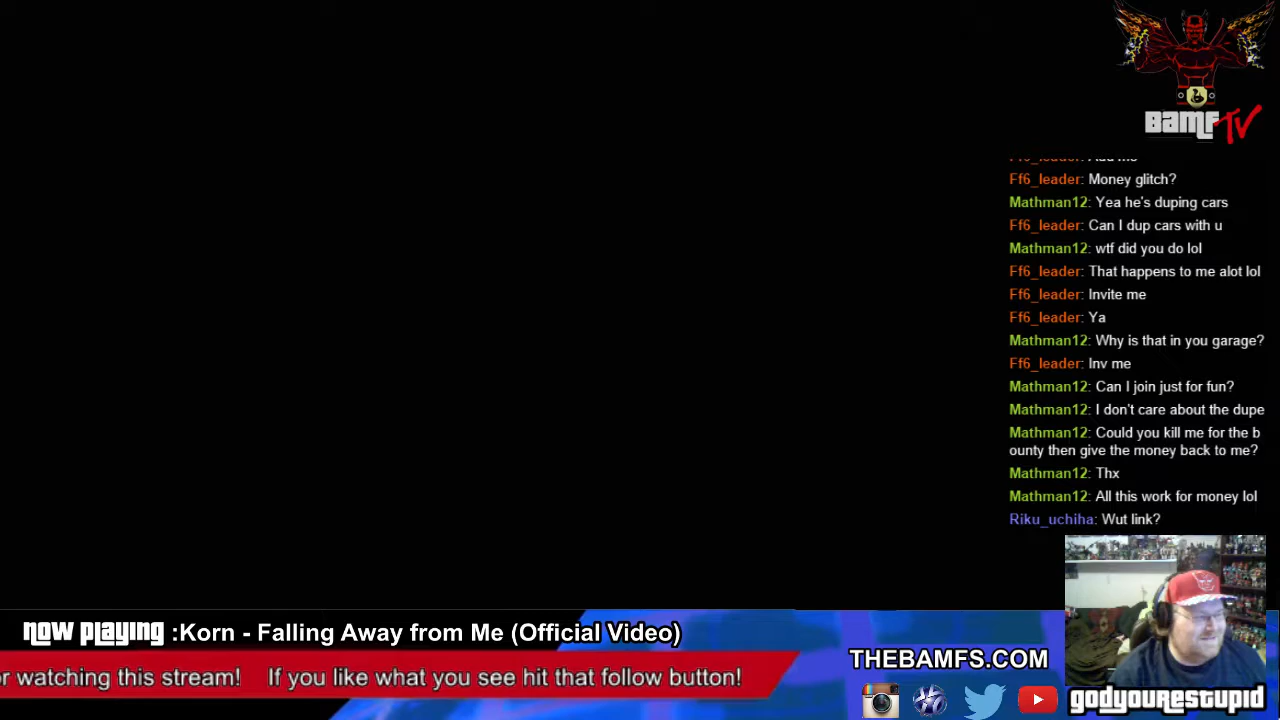 BAMF TV
Ff6_leader: Add me
Ff6_leader: Money glitch?
Mathman12: Yea he's duping cars
Ff6_leader: Can I dup cars with u
Mathman12: wtf did you do lol
Ff6_leader: That happens to me alot lol
Ff6_leader: Invite me
Ff6_leader: Ya
Mathman12: Why is that in you garage?
Ff6_leader: Inv me
Mathman12: Can I join just for fun?
Mathman12: I don't care about the dupe
Mathman12: Could you kill me for the b
ounty then give the money back to me?
Mathman12: Thx
Mathman12: All this work for money lol
Riku_uchiha: Wut link?
now playing :Korn - Falling Away from Me (Official Video)
r watching this stream! If you like what you see hit that follow button!
THEBAMFS.COM
godyourestupid